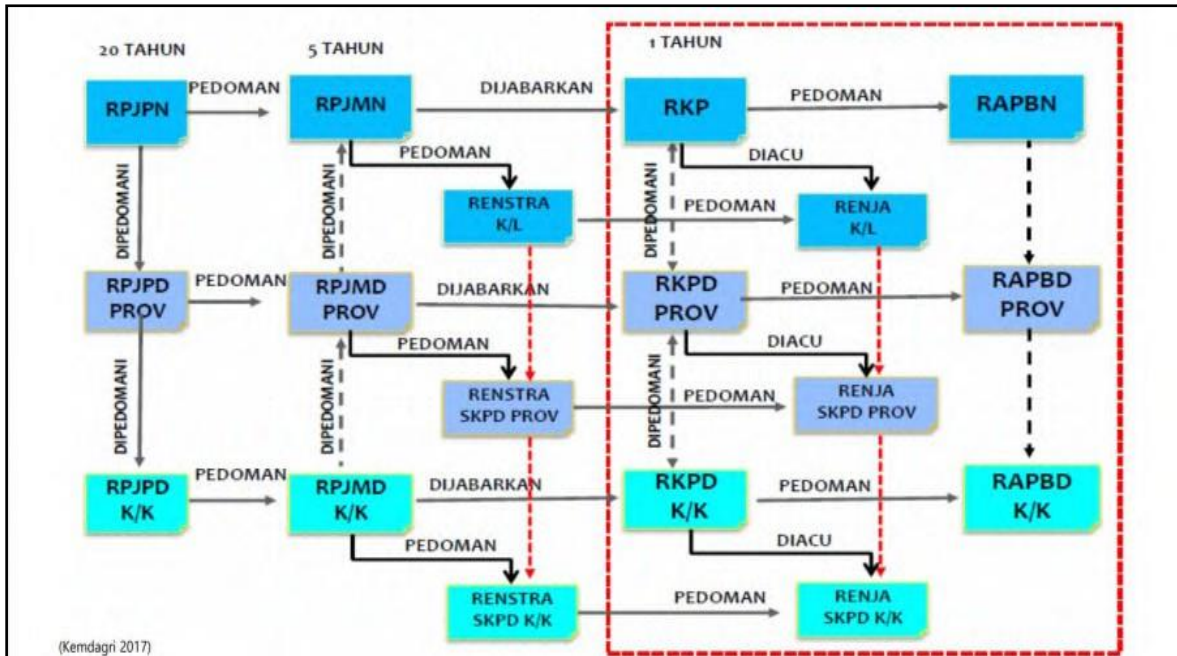 20 TAHUN
5 TAHUN
1 TAHUN
RPJPN
PEDOMAN
RPJMN
DIJABARKAN
RKP
PEDOMAN
RAPBN
DIPEDOMANI
DIPEDOMANI
PEDOMAN
DIPEDOMANI
DIACU
RENSTRA
K/L
PEDOMAN
RENJA
K/L
RPJPD
PROV
PEDOMAN
RPJMD
PROV
DIJABARKAN
RKPD
PROV
PEDOMAN
RAPBD
PROV
DIPEDOMANI
DIPEDOMANI
PEDOMAN
DIPEDOMANI
DIACU
RENSTRA
SKPD PROV
PEDOMAN
RENJA
SKPD PROV
RPJPD
K/K
PEDOMAN
RPJMD
K/K
DIJABARKAN
RKPD
K/K
PEDOMAN
RAPBD
K/K
PEDOMAN
DIACU
RENSTRA
SKPD K/K
PEDOMAN
RENJA
SKPD K/K
(Kemdagri 2017)